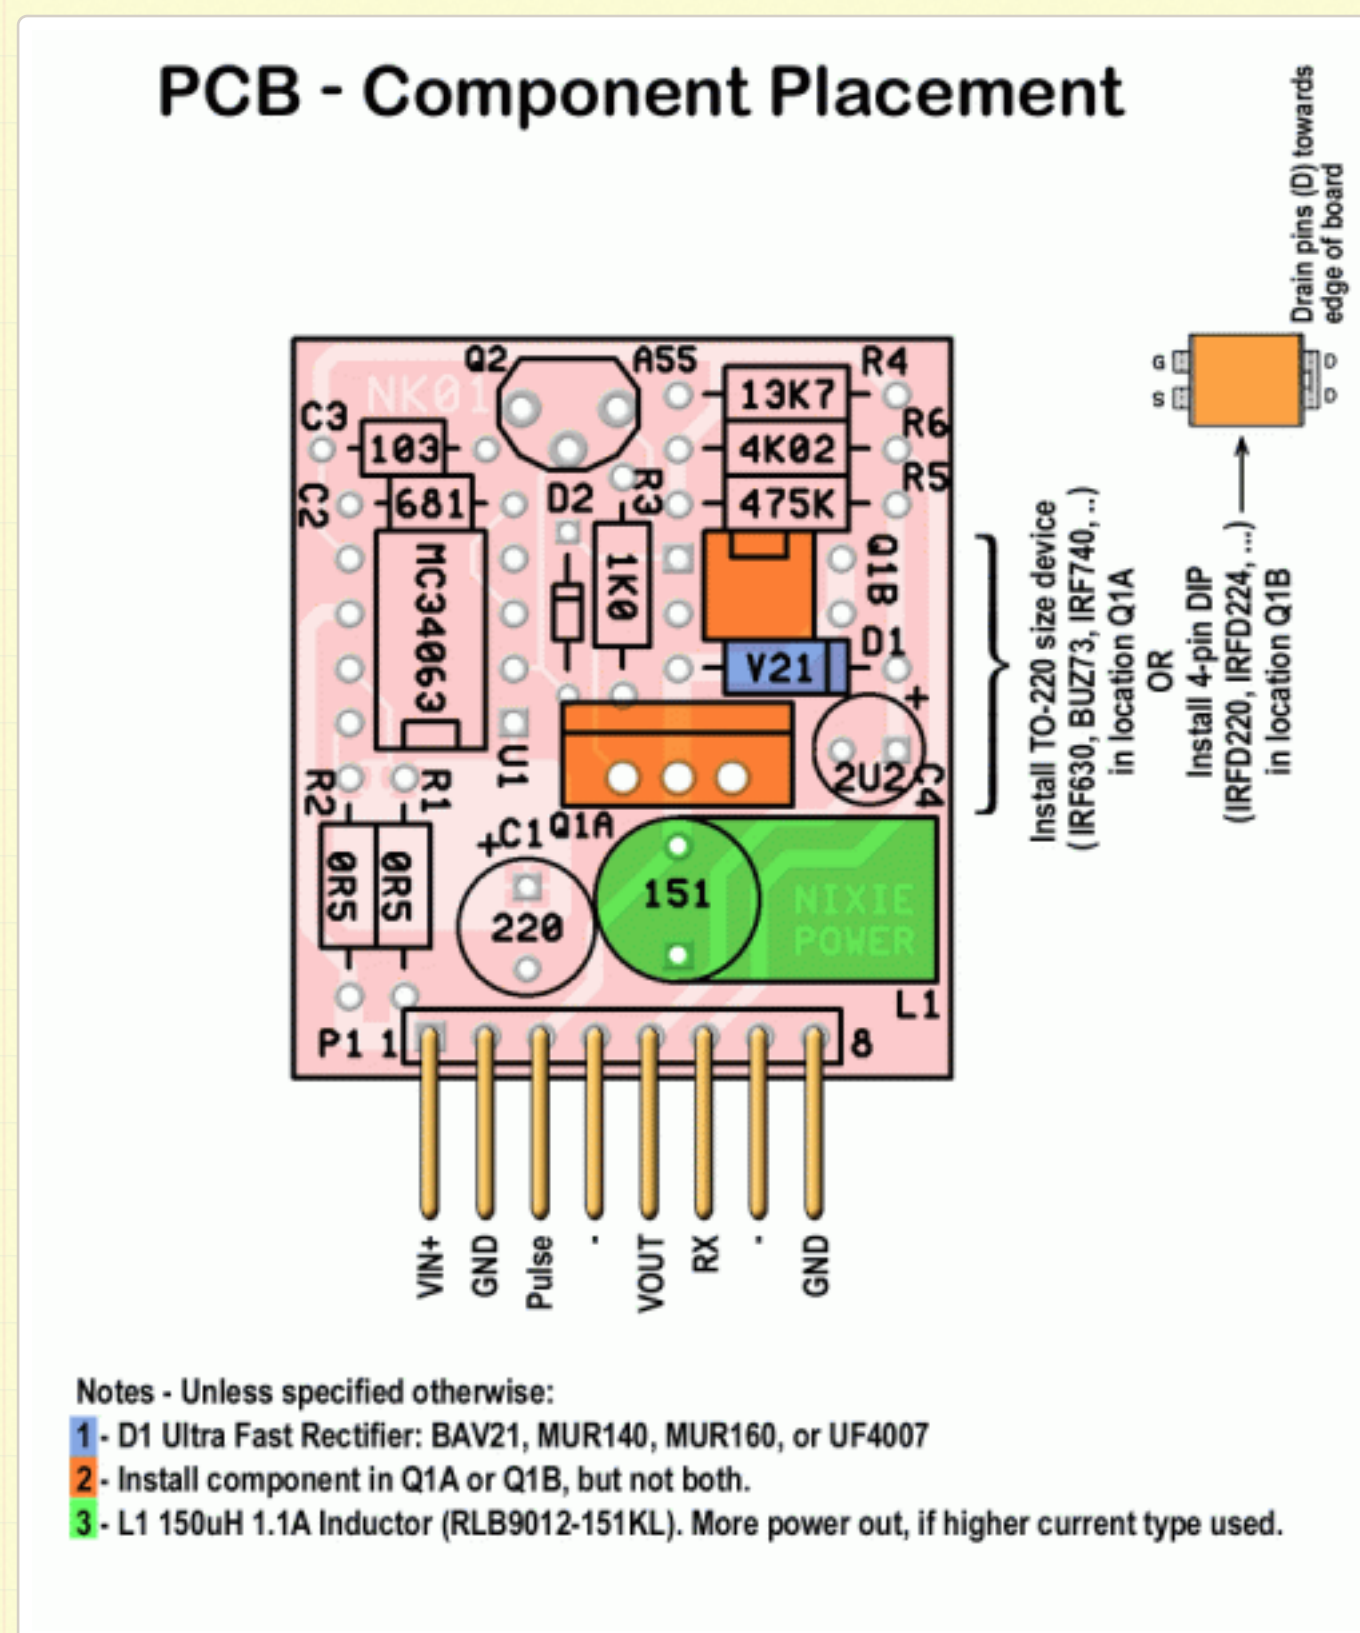 PCB - Component Placement
Drain pins (D) towards
edge of board
G
D
S
D
Q2
A55
R4
NK01
13K7
C3
R6
103
4K02
R5
C2
681
D2
R3
475K
MC34063
1K0
Q1B
D1
V21
+
U1
2U2
C4
R2
R1
Q1A
+C1
0R5
0R5
220
151
NIXIE
POWER
L1
P1 1
8
Install TO-220 size device
(IRF630, BUZ73, IRF740, ..)
in location Q1A
OR
Install 4-pin DIP
(IRFD220, IRFD224, ...)
in location Q1B
VIN+
GND
Pulse
-
VOUT
RX
-
GND
Notes - Unless specified otherwise:
1 - D1 Ultra Fast Rectifier: BAV21, MUR140, MUR160, or UF4007
2 - Install component in Q1A or Q1B, but not both.
3 - L1 150uH 1.1A Inductor (RLB9012-151KL). More power out, if higher current type used.